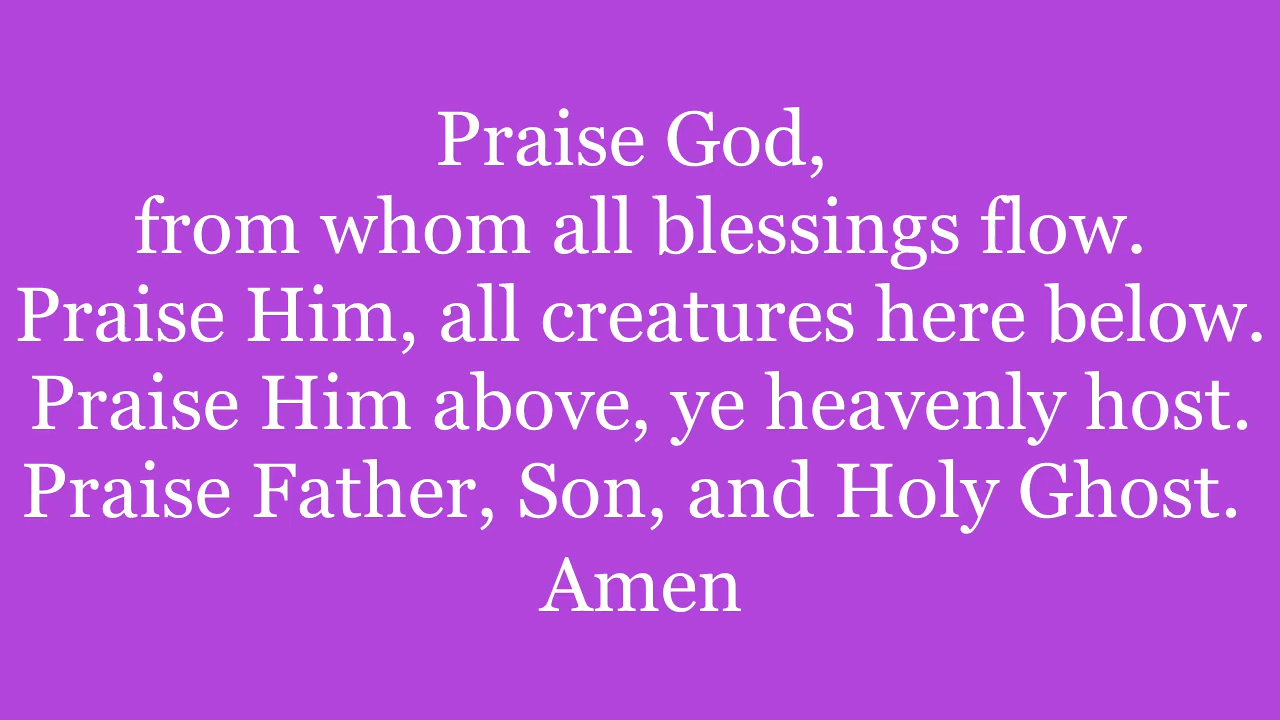 Praise God,
from whom all blessings flow.
Praise Him, all creatures here below.
Praise Him above, ye heavenly host.
Praise Father, Son, and Holy Ghost.
Amen